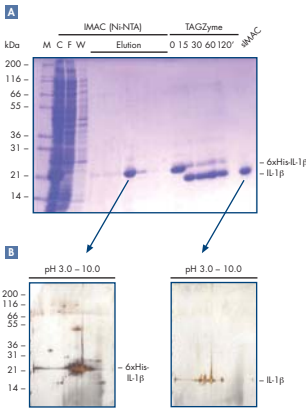 A
IMAC (Ni-NTA) TAGZyme
kDa M C F W Elution 0 15 30 60 120' siMAC
200 –
116 –
66 –
55 –
36 –
31 –
21 –
14 –
– 6xHis-IL-1β
– IL-1β
B
pH 3.0 – 10.0 pH 3.0 – 10.0
200 –
116 –
66 –
55 –
36 –
31 –
21 –
14 –
– 6xHis-
IL-1β
– IL-1β